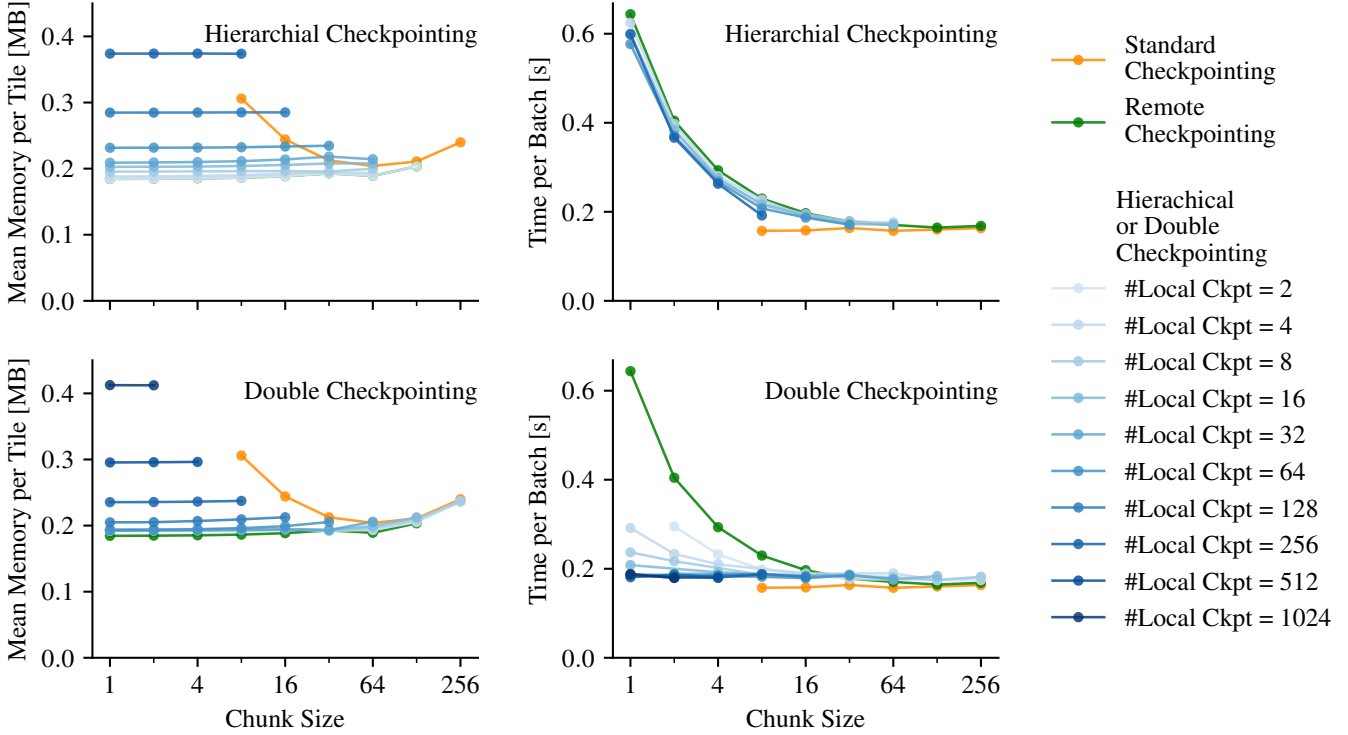 Mean Memory per Tile [MB]
0.4
0.3
0.2
0.1
0.0
Hierarchial Checkpointing
Time per Batch [s]
0.6
0.4
0.2
0.0
Hierarchial Checkpointing
Mean Memory per Tile [MB]
0.4
0.3
0.2
0.1
0.0
Double Checkpointing
1 4 16 64 256
Chunk Size
Time per Batch [s]
0.6
0.4
0.2
0.0
Double Checkpointing
1 4 16 64 256
Chunk Size
Standard
Checkpointing
Remote
Checkpointing
Hierachical
or Double
Checkpointing
#Local Ckpt = 2
#Local Ckpt = 4
#Local Ckpt = 8
#Local Ckpt = 16
#Local Ckpt = 32
#Local Ckpt = 64
#Local Ckpt = 128
#Local Ckpt = 256
#Local Ckpt = 512
#Local Ckpt = 1024